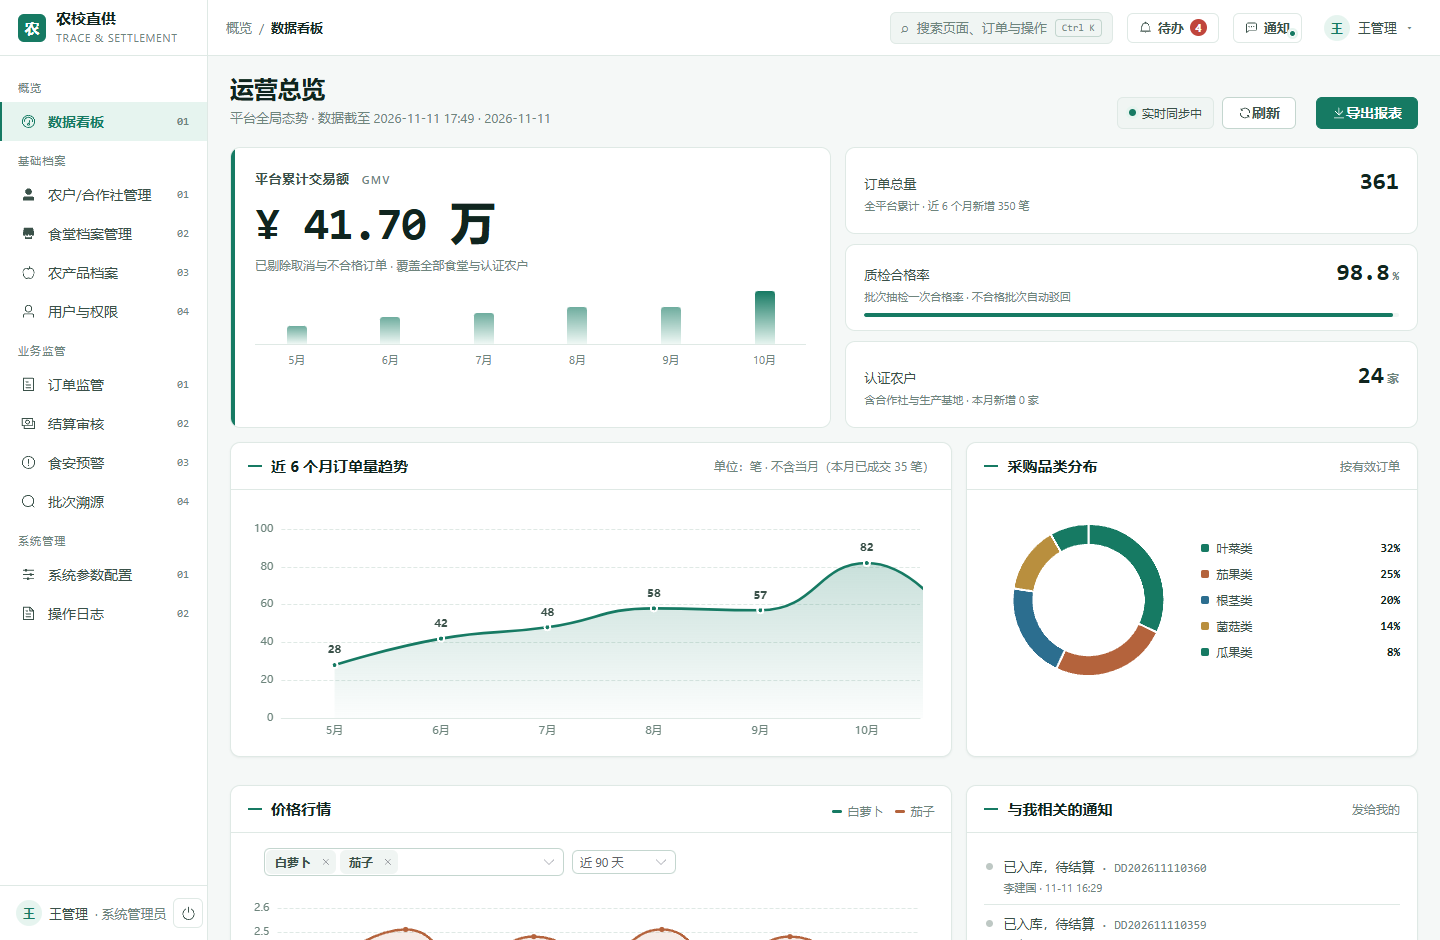 农 农校直供
TRACE & SETTLEMENT
概览 / 数据看板
搜索页面、订单与操作 Ctrl K
待办 4
通知
王 王管理
概览
数据看板 01
基础档案
农户/合作社管理 01
食堂档案管理 02
农产品档案 03
用户与权限 04
业务监管
订单监管 01
结算审核 02
食安预警 03
批次溯源 04
系统管理
系统参数配置 01
操作日志 02
王 王管理 · 系统管理员
运营总览
平台全局态势 · 数据截至 2026-11-11 17:49 · 2026-11-11
实时同步中
刷新
导出报表
平台累计交易额 GMV
¥ 41.70 万
已剔除取消与不合格订单 · 覆盖全部食堂与认证农户
5月 6月 7月 8月 9月 10月
订单总量 361
全平台累计 · 近 6 个月新增 350 笔
质检合格率 98.8%
批次抽检一次合格率 · 不合格批次自动驳回
认证农户 24家
含合作社与生产基地 · 本月新增 0 家
近 6 个月订单量趋势
单位：笔 · 不含当月（本月已成交 35 笔）
100
80
60
40
20
0
28 42 48 58 57 82
5月 6月 7月 8月 9月 10月
采购品类分布 按有效订单
叶菜类 32%
茄果类 25%
根茎类 20%
菌菇类 14%
瓜果类 8%
价格行情
白萝卜 茄子
白萝卜 × 茄子 ×
近 90 天
2.6
2.5
与我相关的通知 发给我的
已入库，待结算 · DD202611110360
李建国 · 11-11 16:29
已入库，待结算 · DD202611110359